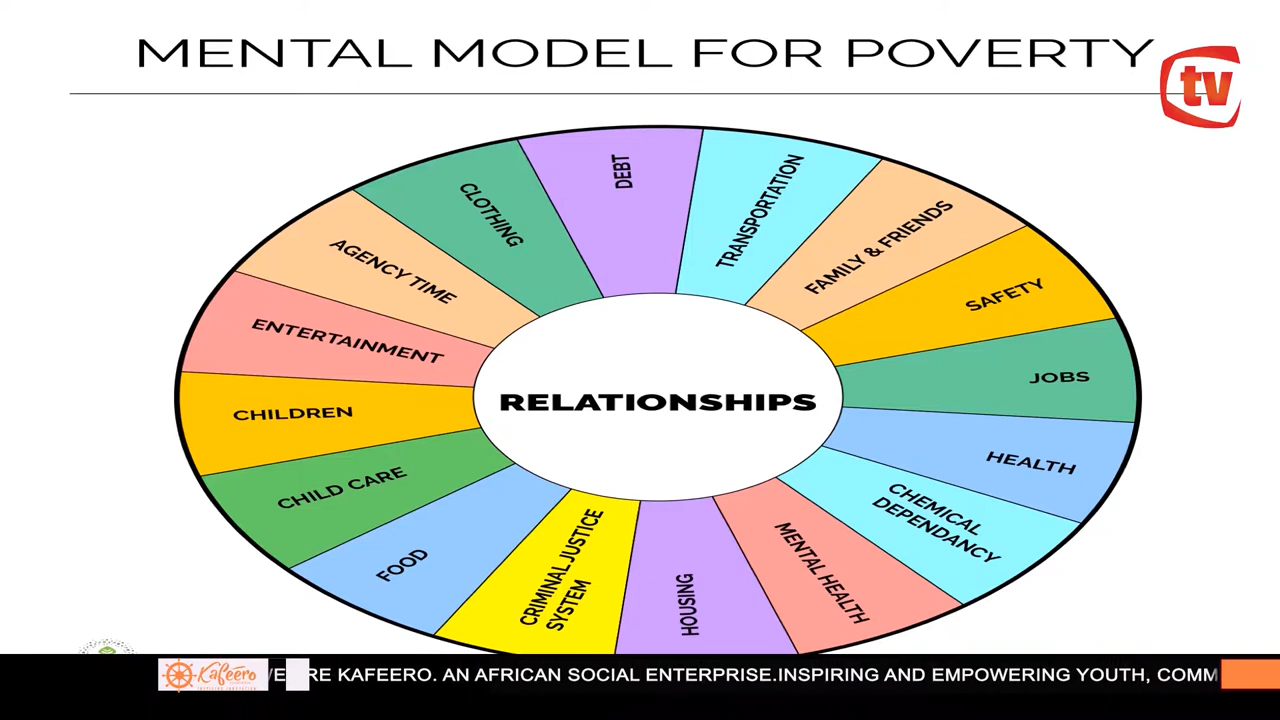 MENTAL MODEL FOR POVERTY
tv
DEBT
TRANSPORTATION
FAMILY & FRIENDS
SAFETY
JOBS
HEALTH
CHEMICAL
DEPENDANCY
MENTAL HEALTH
HOUSING
CRIMINAL JUSTICE
SYSTEM
FOOD
CHILD CARE
CHILDREN
ENTERTAINMENT
AGENCY TIME
CLOTHING
RELATIONSHIPS
Kafeero
RE KAFEERO. AN AFRICAN SOCIAL ENTERPRISE.INSPIRING AND EMPOWERING YOUTH, COMM